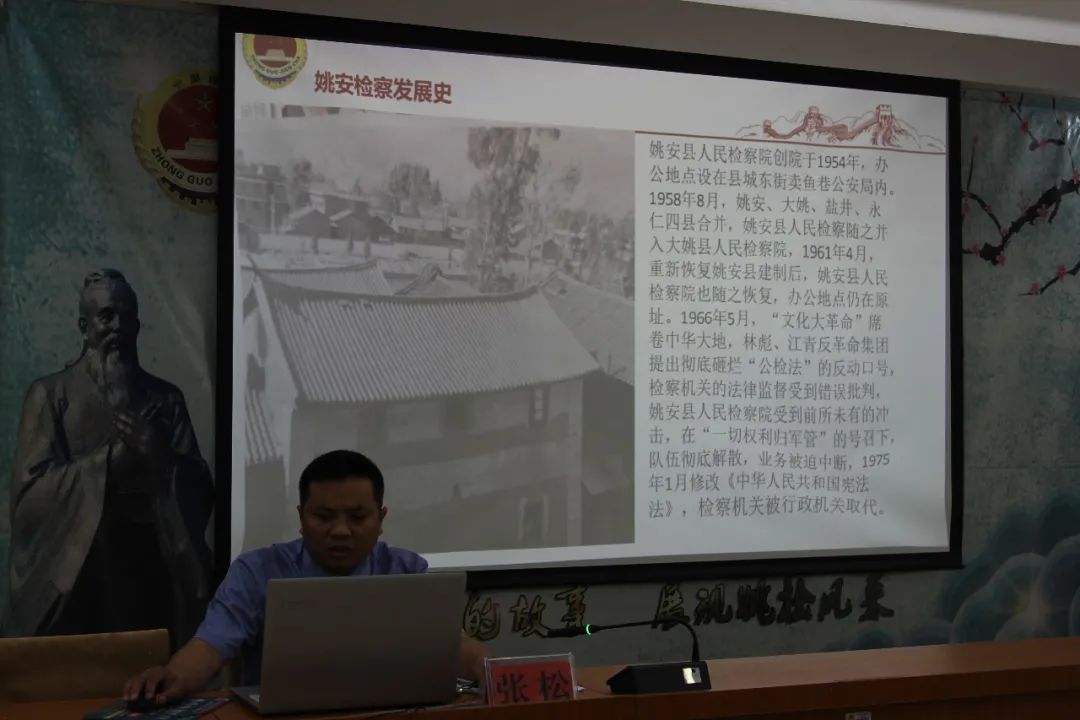 姚安检察发展史
姚安县人民检察院创院于1954年，办
公地点设在县城东街卖鱼巷公安局内。
1958年8月，姚安、大姚、盐井、永
仁四县合并，姚安县人民检察随之并
入大姚县人民检察院，1961年4月，
重新恢复姚安县建制后，姚安县人民
检察院也随之恢复，办公地点仍在原
址。1966年5月，“文化大革命”席
卷中华大地，林彪、江青反革命集团
提出彻底砸烂“公检法”的反动口号，
检察机关的法律监督受到错误批判，
姚安县人民检察院受到前所未有的冲
击，在“一切权利归军管”的号召下，
队伍彻底解散，业务被迫中断，1975
年1月修改《中华人民共和国宪法
法》，检察机关被行政机关取代。
ZHONG GUO
的故事 展现姚检风采
张松